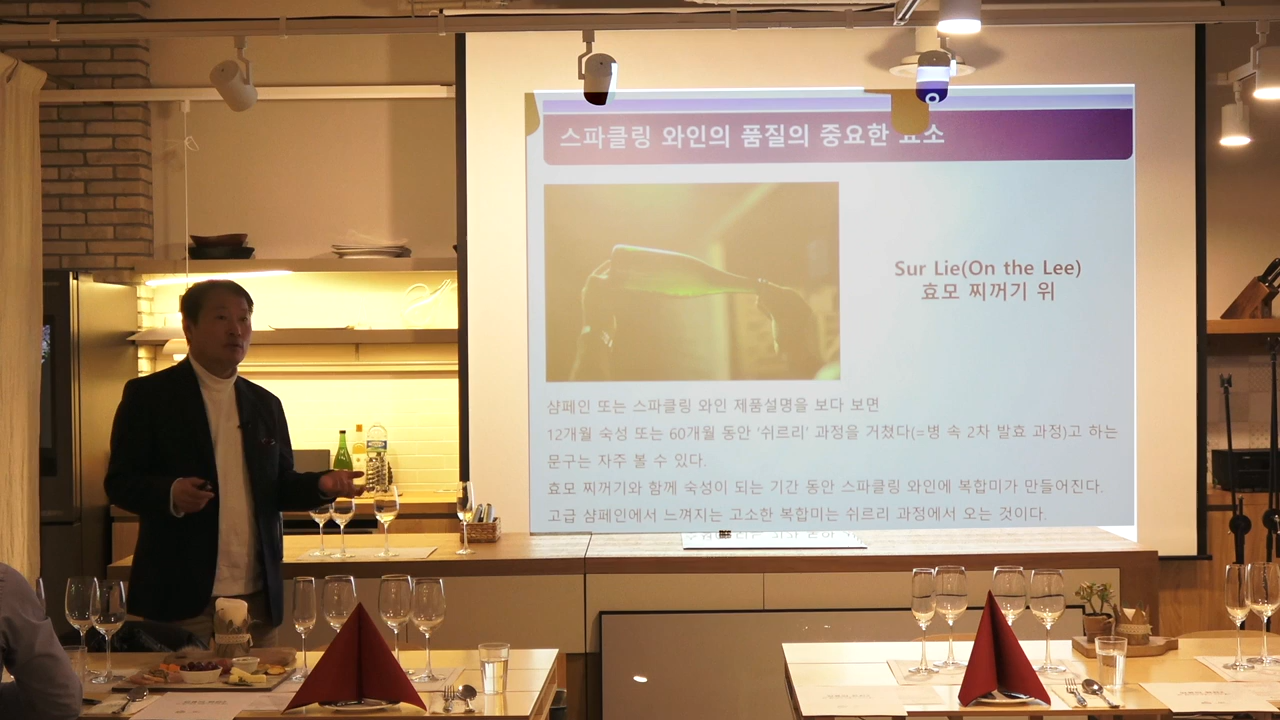 스파클링 와인의 품질의 중요한 요소
Sur Lie(On the Lee)
효모 찌꺼기 위
샴페인 또는 스파클링 와인 제품설명을 보다 보면
12개월 숙성 또는 60개월 동안 '쉬르리' 과정을 거쳤다(=병 속 2차 발효 과정)고 하는
문구는 자주 볼 수 있다.
효모 찌꺼기와 함께 숙성이 되는 기간 동안 스파클링 와인에 복합미가 만들어진다.
고급 샴페인에서 느껴지는 고소한 복합미는 쉬르리 과정에서 오는 것이다.